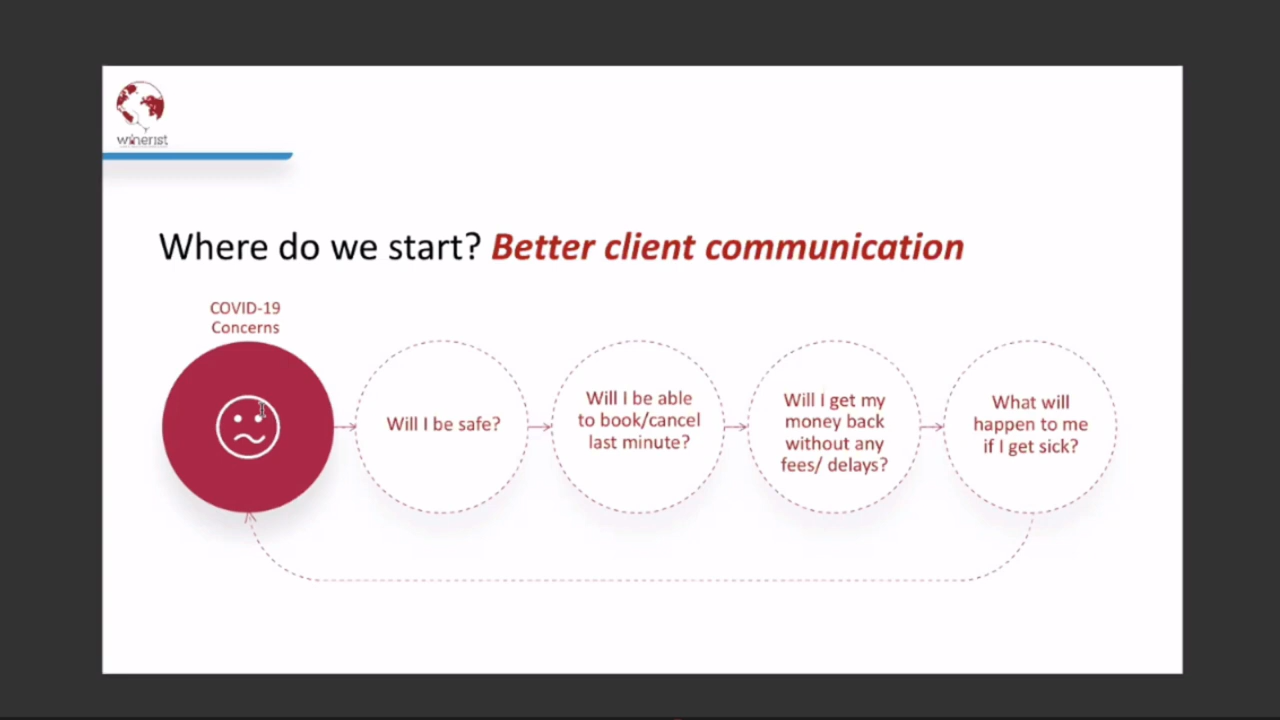 winerist
Where do we start? Better client communication
COVID-19
Concerns
Will I be safe?
Will I be able
to book/cancel
last minute?
Will I get my
money back
without any
fees/ delays?
What will
happen to me
if I get sick?